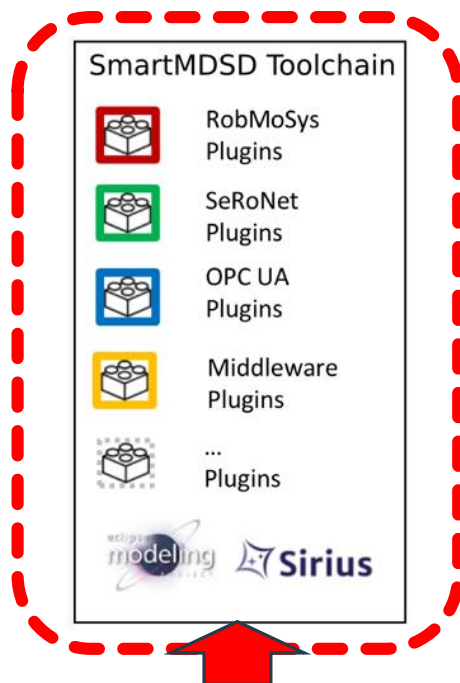 SmartMDSD Toolchain
RobMoSys
Plugins
SeRoNet
Plugins
OPC UA
Plugins
Middleware
Plugins
...
Plugins
eclipse
modeling
PROJECT
Sirius